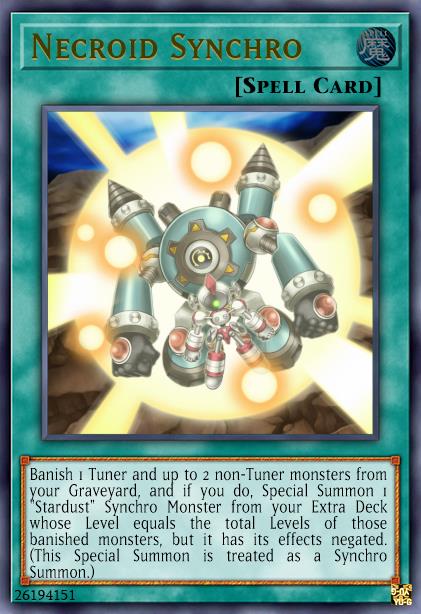 Necroid Synchro
魔
[Spell Card]
Banish 1 Tuner and up to 2 non-Tuner monsters from
your Graveyard, and if you do, Special Summon 1
"Stardust" Synchro Monster from your Extra Deck
whose Level equals the total Levels of those
banished monsters, but it has its effects negated.
(This Special Summon is treated as a Synchro
Summon.)
26194151